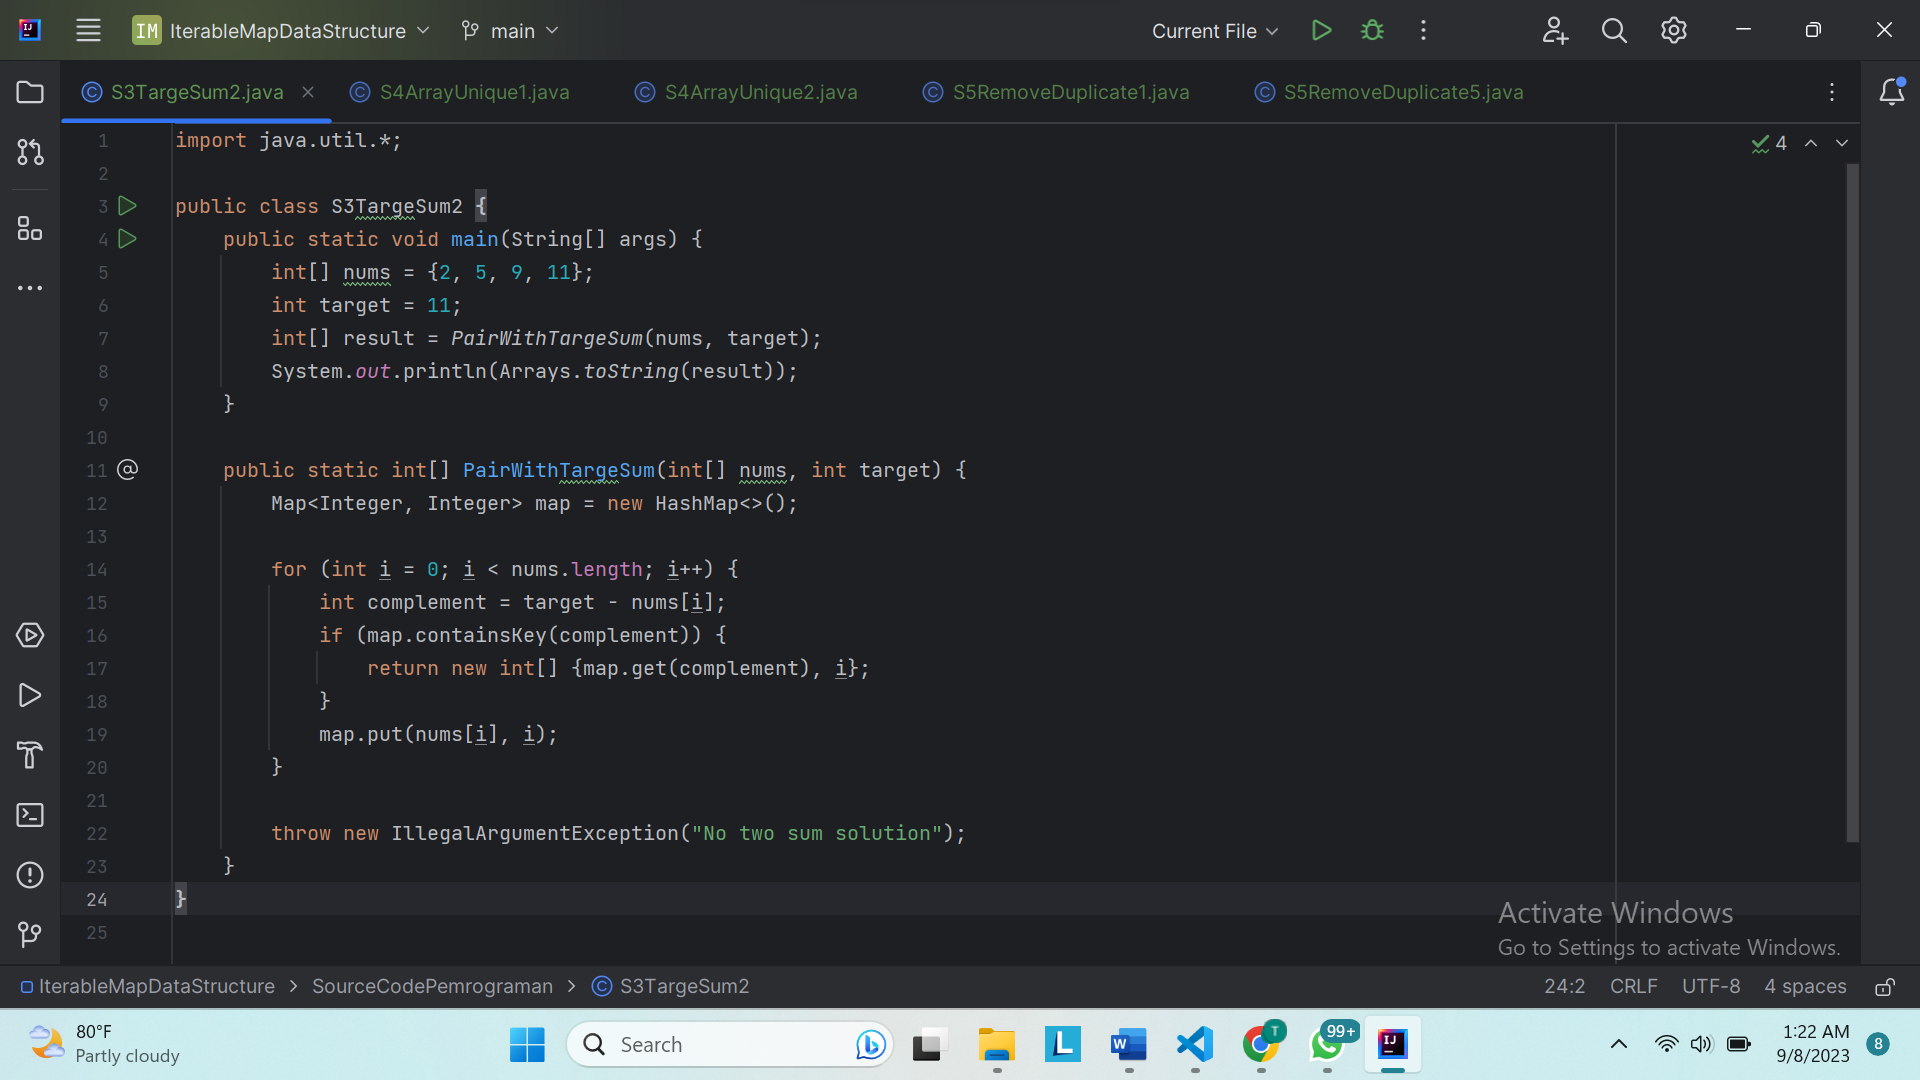 IM IterableMapDataStructure main Current File
S3TargeSum2.java S4ArrayUnique1.java S4ArrayUnique2.java S5RemoveDuplicate1.java S5RemoveDuplicate5.java
4
1 import java.util.*;
2
3 public class S3TargeSum2 {
4 public static void main(String[] args) {
5 int[] nums = {2, 5, 9, 11};
6 int target = 11;
7 int[] result = PairWithTargeSum(nums, target);
8 System.out.println(Arrays.toString(result));
9 }
10
11 public static int[] PairWithTargeSum(int[] nums, int target) {
12 Map<Integer, Integer> map = new HashMap<>();
13
14 for (int i = 0; i < nums.length; i++) {
15 int complement = target - nums[i];
16 if (map.containsKey(complement)) {
17 return new int[] {map.get(complement), i};
18 }
19 map.put(nums[i], i);
20 }
21
22 throw new IllegalArgumentException("No two sum solution");
23 }
24 }
25
Activate Windows
Go to Settings to activate Windows.
IterableMapDataStructure > SourceCodePemrograman > S3TargeSum2 24:2 CRLF UTF-8 4 spaces
80°F
Partly cloudy
Search
99+
1:22 AM
9/8/2023
8